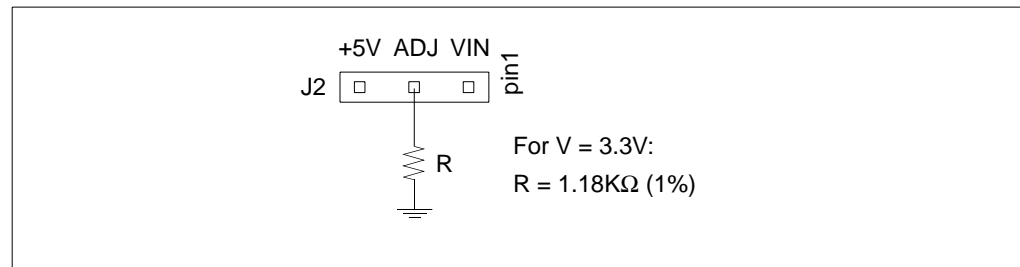 +5V ADJ VIN
pin1
J2
R
For V = 3.3V:
R = 1.18KΩ (1%)